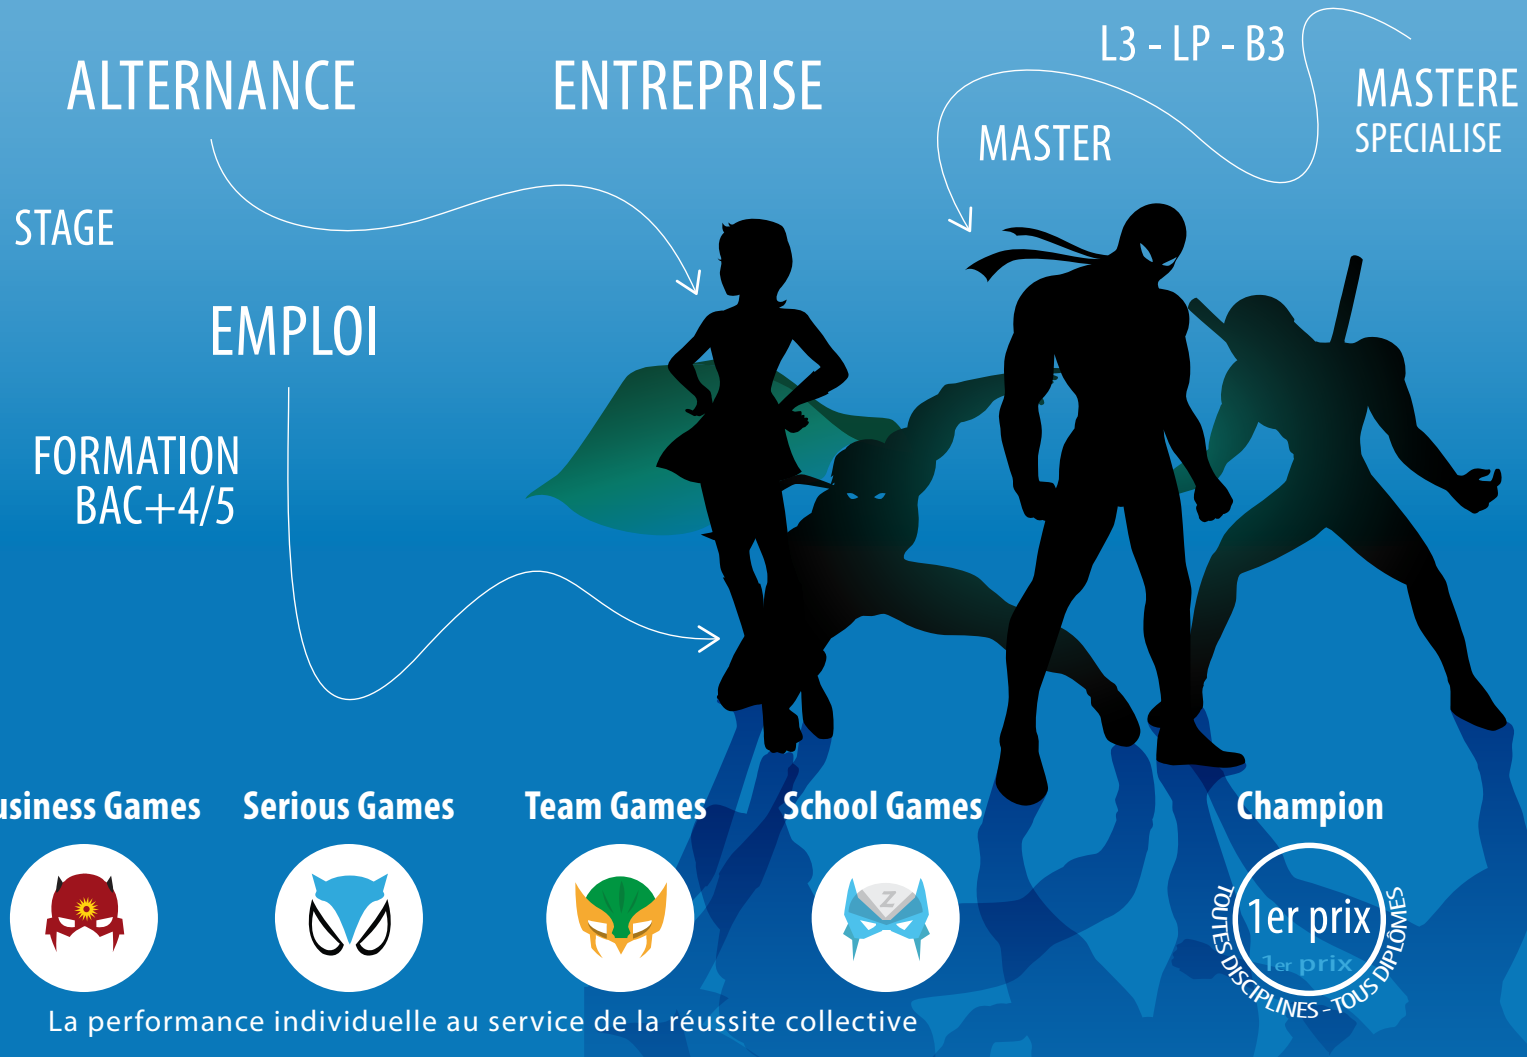 L3 - LP - B3
ALTERNANCE
ENTREPRISE
MASTERE
SPECIALISE
MASTER
STAGE
EMPLOI
FORMATION
BAC+4/5
usiness Games
Serious Games
Team Games
School Games
Champion
Z
1er prix
1er prix
TOUTES DISCIPLINES - TOUS DIPLÔMES
La performance individuelle au service de la réussite collective